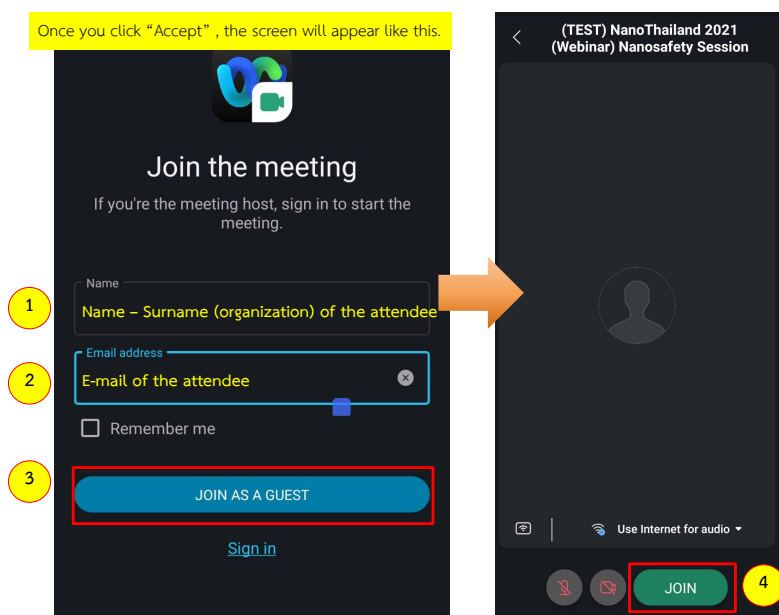 Once you click “Accept” , the screen will appear like this.
Join the meeting
If you're the meeting host, sign in to start the
meeting.
Name
1
Name – Surname (organization) of the attendee
Email address
2
E-mail of the attendee
Remember me
3
JOIN AS A GUEST
Sign in
(TEST) NanoThailand 2021
(Webinar) Nanosafety Session
Use Internet for audio
JOIN
4